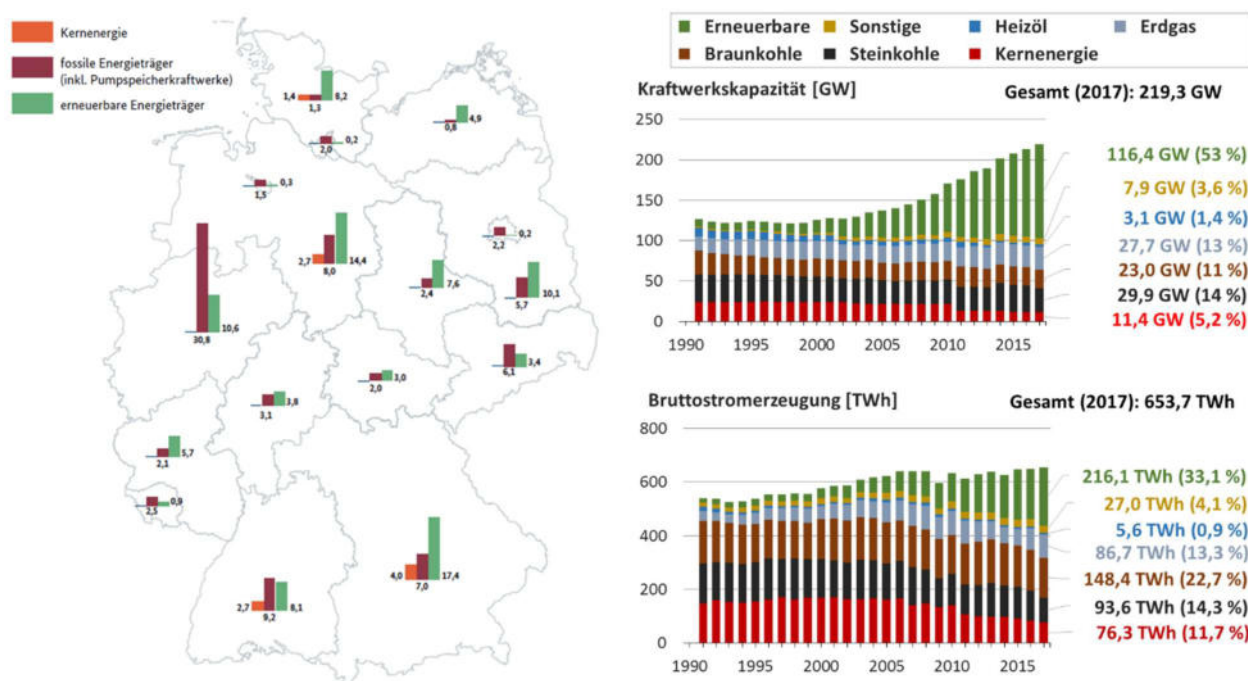 Kernenergie
fossile Energieträger
(inkl. Pumpspeicherkraftwerke)
erneuerbare Energieträger
1,4
1,3
8,2
0,8
4,9
2,0
0,2
1,5
0,3
2,7
8,0
14,4
2,2
0,2
2,4
7,6
5,7
10,1
30,8
10,6
6,1
3,4
2,0
3,0
3,1
3,8
2,1
5,7
2,5
0,9
4,0
7,0
17,4
2,7
9,2
8,1
Erneuerbare Sonstige Heizöl Erdgas
Braunkohle Steinkohle Kernenergie
Kraftwerkskapazität [GW] Gesamt (2017): 219,3 GW
250
200
150
100
50
0
1990 1995 2000 2005 2010 2015
116,4 GW (53 %)
7,9 GW (3,6 %)
3,1 GW (1,4 %)
27,7 GW (13 %)
23,0 GW (11 %)
29,9 GW (14 %)
11,4 GW (5,2 %)
Bruttostromerzeugung [TWh] Gesamt (2017): 653,7 TWh
800
600
400
200
0
1990 1995 2000 2005 2010 2015
216,1 TWh (33,1 %)
27,0 TWh (4,1 %)
5,6 TWh (0,9 %)
86,7 TWh (13,3 %)
148,4 TWh (22,7 %)
93,6 TWh (14,3 %)
76,3 TWh (11,7 %)